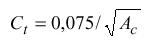 C_t = 0,075/√A_c